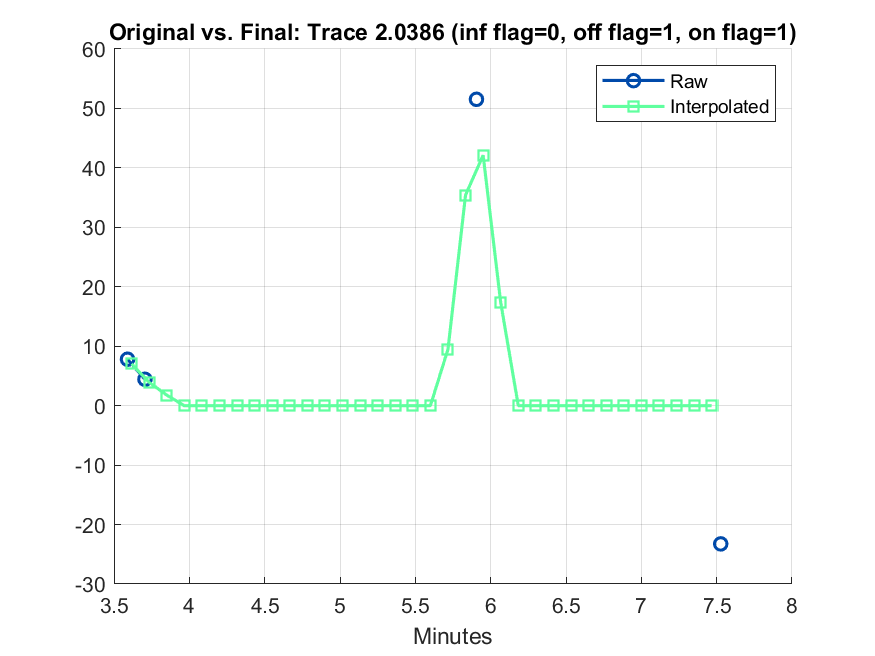 Original vs. Final: Trace 2.0386 (inf flag=0, off flag=1, on flag=1)
60
50
40
30
20
10
0
-10
-20
-30
Raw
Interpolated
3.5 4 4.5 5 5.5 6 6.5 7 7.5 8
Minutes